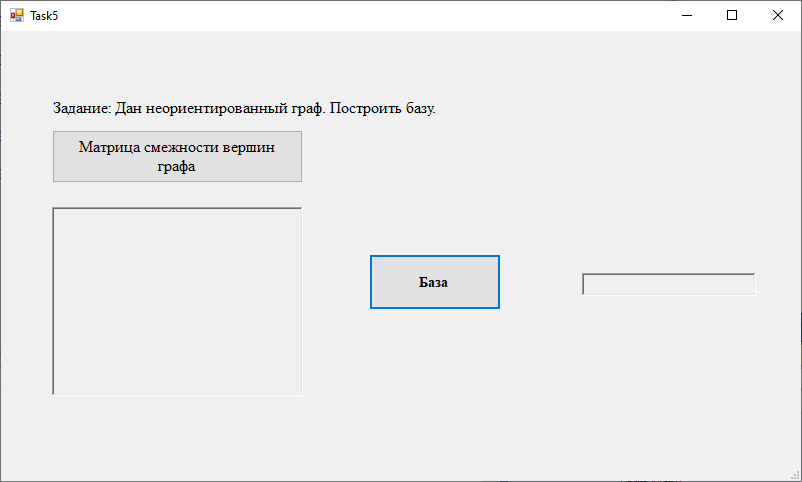 Task5
Задание: Дан неориентированный граф. Построить базу.
Матрица смежности вершин
графа
База